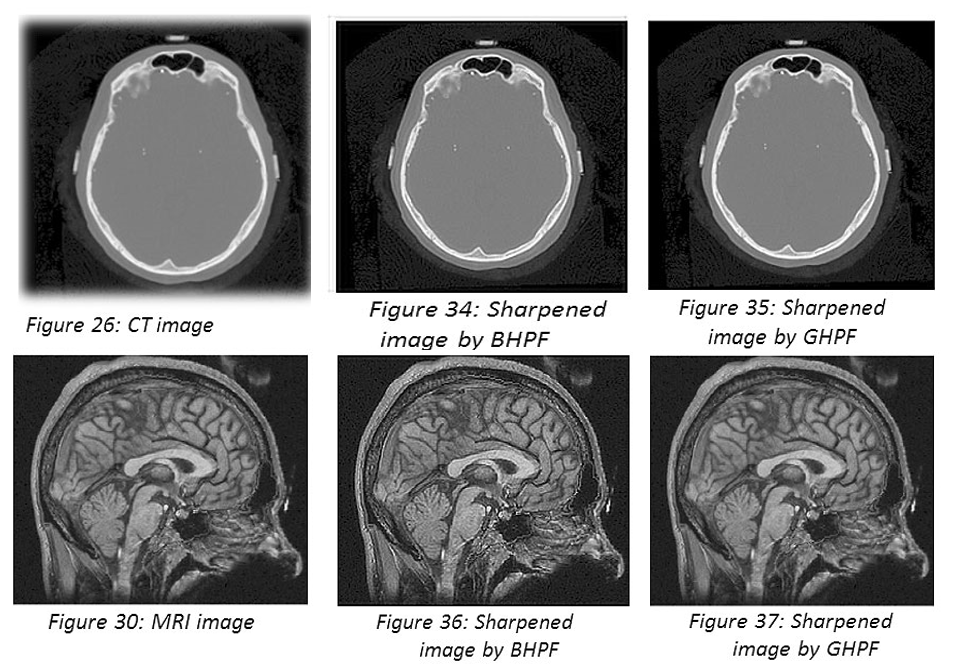 Figure 26: CT image
Figure 34: Sharpened
image by BHPF
Figure 35: Sharpened
image by GHPF
Figure 30: MRI image
Figure 36: Sharpened
image by BHPF
Figure 37: Sharpened
image by GHPF